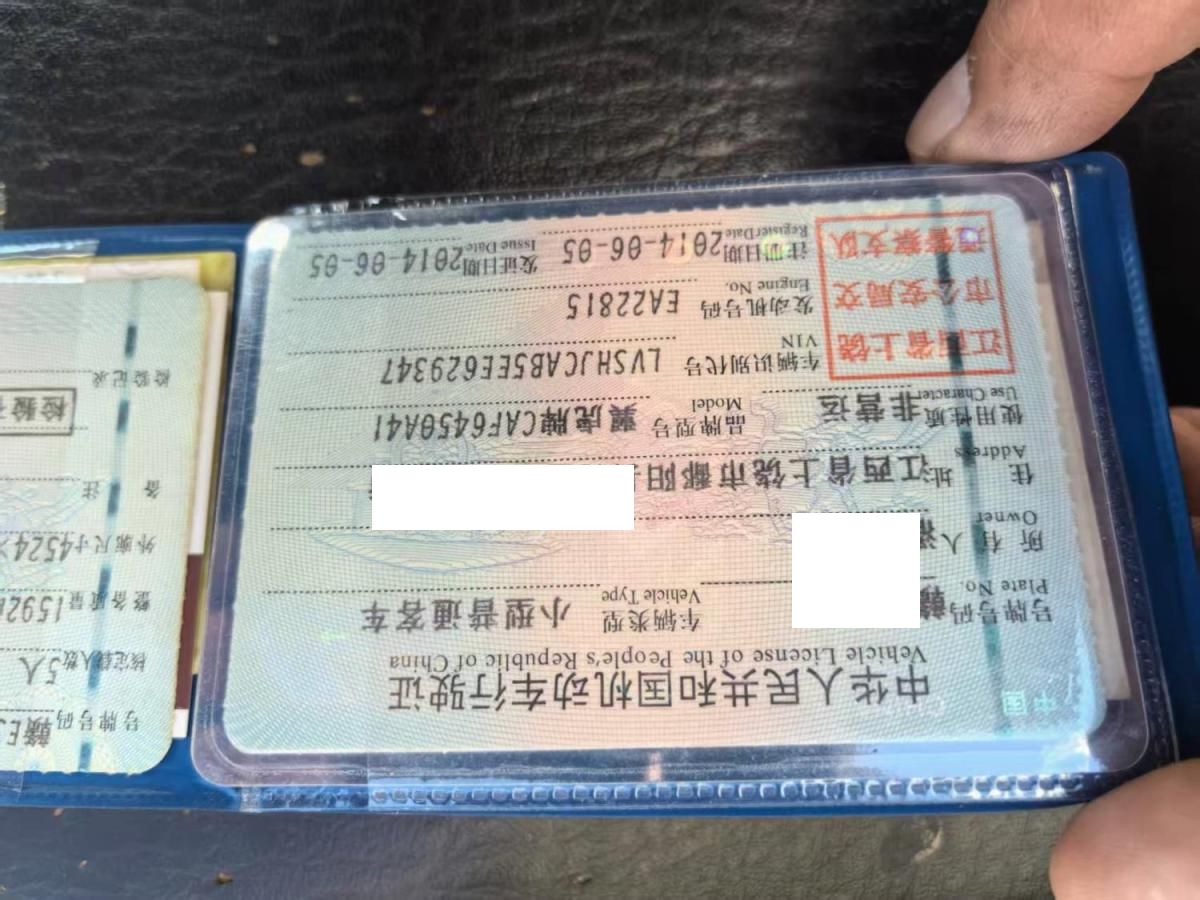 中华人民共和国机动车行驶证
Vehicle License of the People's Republic of China
号牌号码 赣
Plate No.
车辆类型 小型普通客车
Vehicle Type
所有人
Owner
住址 江西省上饶市鄱阳
Address
使用性质 非营运
Use Character
品牌型号 翼虎牌CAF6450A41
Model
江西省上饶
市公安局交
通警察支队
车辆识别代号 LVSHJCAB5EE629347
VIN
发动机号码 EA22815
Engine No.
注册日期 2014-06-05
Register Date
发证日期 2014-06-05
Issue Date
中国
号牌号码 赣E
核定载人数 5人
整备质量 1592
外廓尺寸 4524×
备注
检验
检验记录